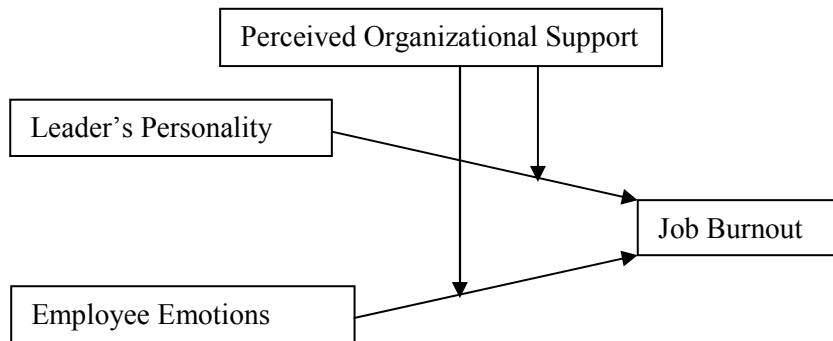 Perceived Organizational Support
Leader’s Personality
Job Burnout
Employee Emotions